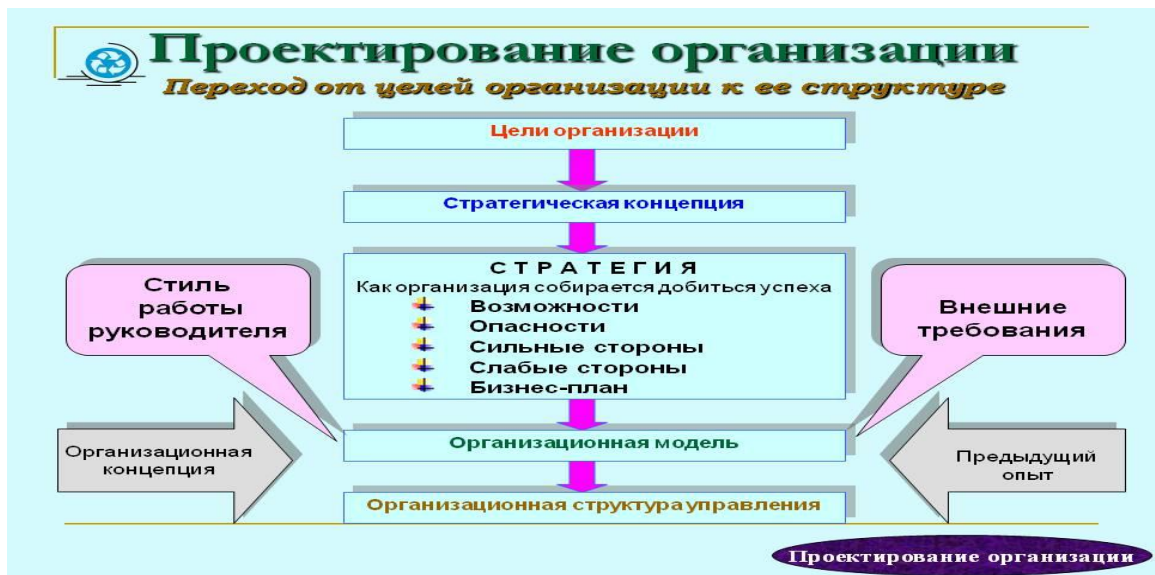 Проектирование организации
Переход от целей организации к ее структуре
Цели организации
Стратегическая концепция
С Т Р А Т Е Г И Я
Как организация собирается добиться успеха
Возможности
Опасности
Сильные стороны
Слабые стороны
Бизнес-план
Стиль
работы
руководителя
Внешние
требования
Организационная
концепция
Организационная модель
Предыдущий
опыт
Организационная структура управления
Проектирование организации